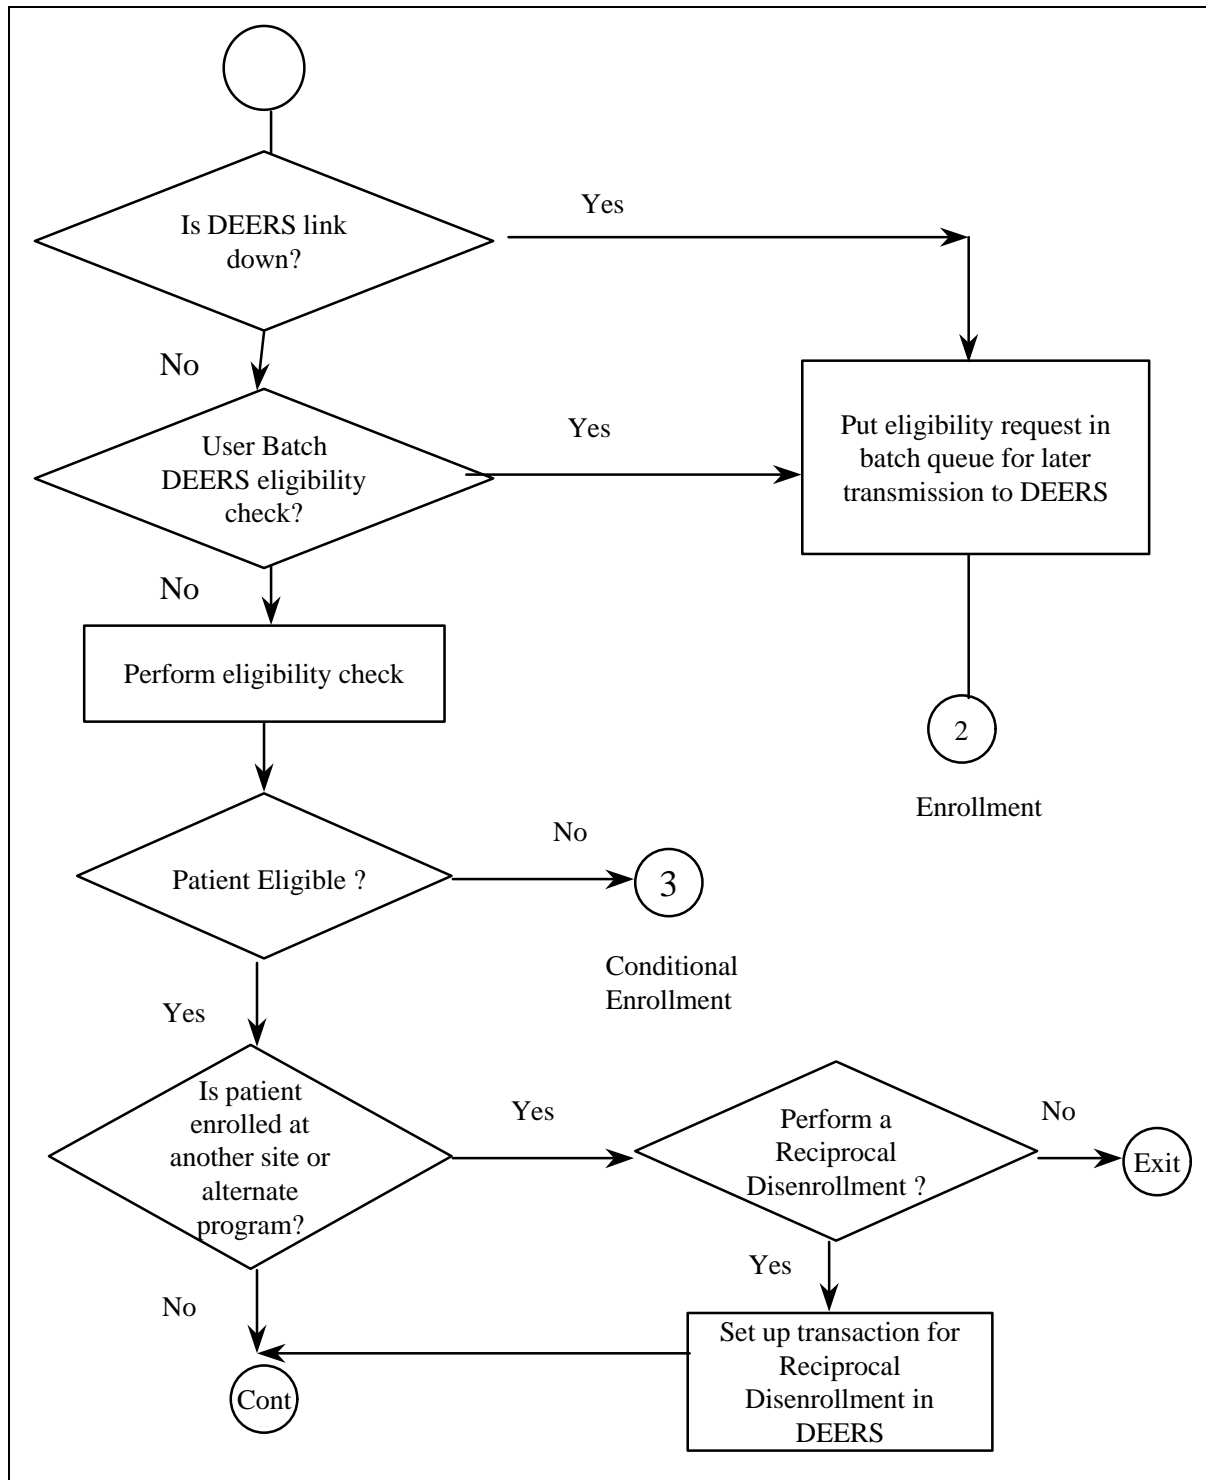 Is DEERS link
down?
Yes
No
User Batch
DEERS eligibility
check?
Yes
Put eligibility request in
batch queue for later
transmission to DEERS
No
Perform eligibility check
2
Enrollment
Patient Eligible ?
No
3
Conditional
Enrollment
Yes
Is patient
enrolled at
another site or
alternate
program?
Yes
Perform a
Reciprocal
Disenrollment ?
No
Exit
Yes
No
Set up transaction for
Reciprocal
Disenrollment in
DEERS
Cont